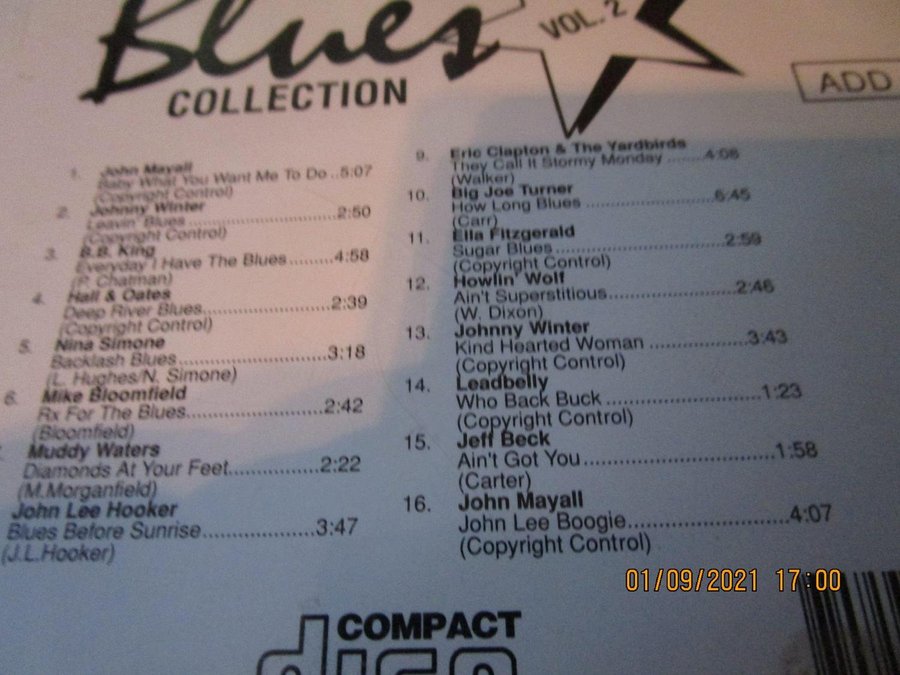 Blues
VOL. 2
COLLECTION
ADD
1. John Mayall
Baby What You Want Me To Do ..5:07
(Copyright Control)
2. Johnny Winter
Leavin' Blues..............................2:50
(Copyright Control)
3. B.B. King
Everyday I Have The Blues.........4:58
(P. Chatman)
4. Hall & Oates
Deep River Blues........................2:39
(Copyright Control)
5. Nina Simone
Backlash Blues...........................3:18
(L. Hughes/N. Simone)
6. Mike Bloomfield
Rx For The Blues........................2:42
(Bloomfield)
Muddy Waters
Diamonds At Your Feet................2:22
(M.Morganfield)
John Lee Hooker
Blues Before Sunrise...................3:47
(J.L.Hooker)
9. Eric Clapton & The Yardbirds
They Call It Stormy Monday ........4:06
(Walker)
10. Big Joe Turner
How Long Blues .......................6:45
(Carr)
11. Ella Fitzgerald
Sugar Blues.............................2:59
(Copyright Control)
12. Howlin' Wolf
Ain't Superstitious......................2:46
(W. Dixon)
13. Johnny Winter
Kind Hearted Woman .................3:43
(Copyright Control)
14. Leadbelly
Who Back Buck ..........................1:23
(Copyright Control)
15. Jeff Beck
Ain't Got You..............................1:58
(Carter)
16. John Mayall
John Lee Boogie........................4:07
(Copyright Control)
01/09/2021 17:00
COMPACT
disc